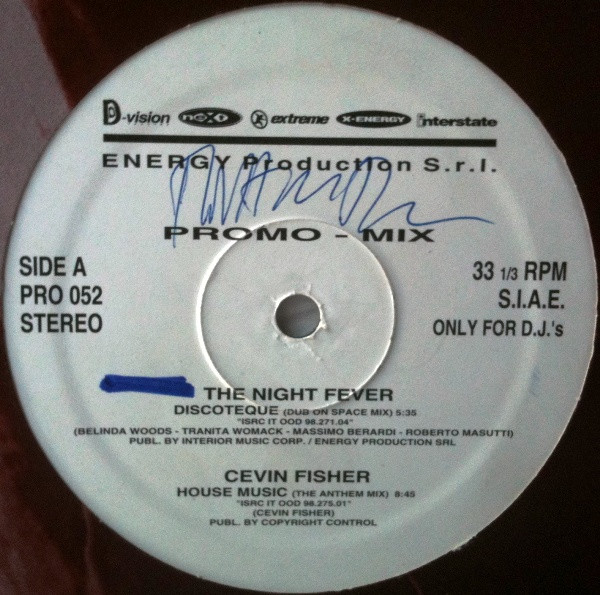 D-vision next extreme X-ENERGY interstate
ENERGY Production S.r.l.
PROMO - MIX
SIDE A
PRO 052
STEREO
33 1/3 RPM
S.I.A.E.
ONLY FOR D.J.'s
THE NIGHT FEVER
DISCOTEQUE (DUB ON SPACE MIX) 5:35
"ISRC IT OOD 98.271.04"
(BELINDA WOODS - TRANITA WOMACK - MASSIMO BERARDI - ROBERTO MASUTTI)
PUBL. BY INTERIOR MUSIC CORP. / ENERGY PRODUCTION SRL
CEVIN FISHER
HOUSE MUSIC (THE ANTHEM MIX) 8:45
"ISRC IT OOD 98.275.01"
(CEVIN FISHER)
PUBL. BY COPYRIGHT CONTROL